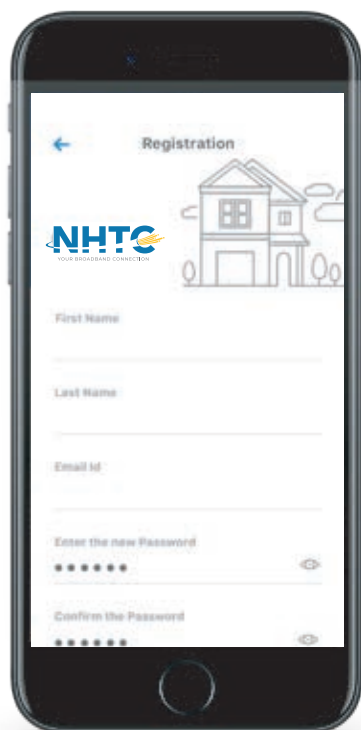 Registration
NHTC
YOUR BROADBAND CONNECTION
First Name
Last Name
Email Id
Enter the new Password
Confirm the Password